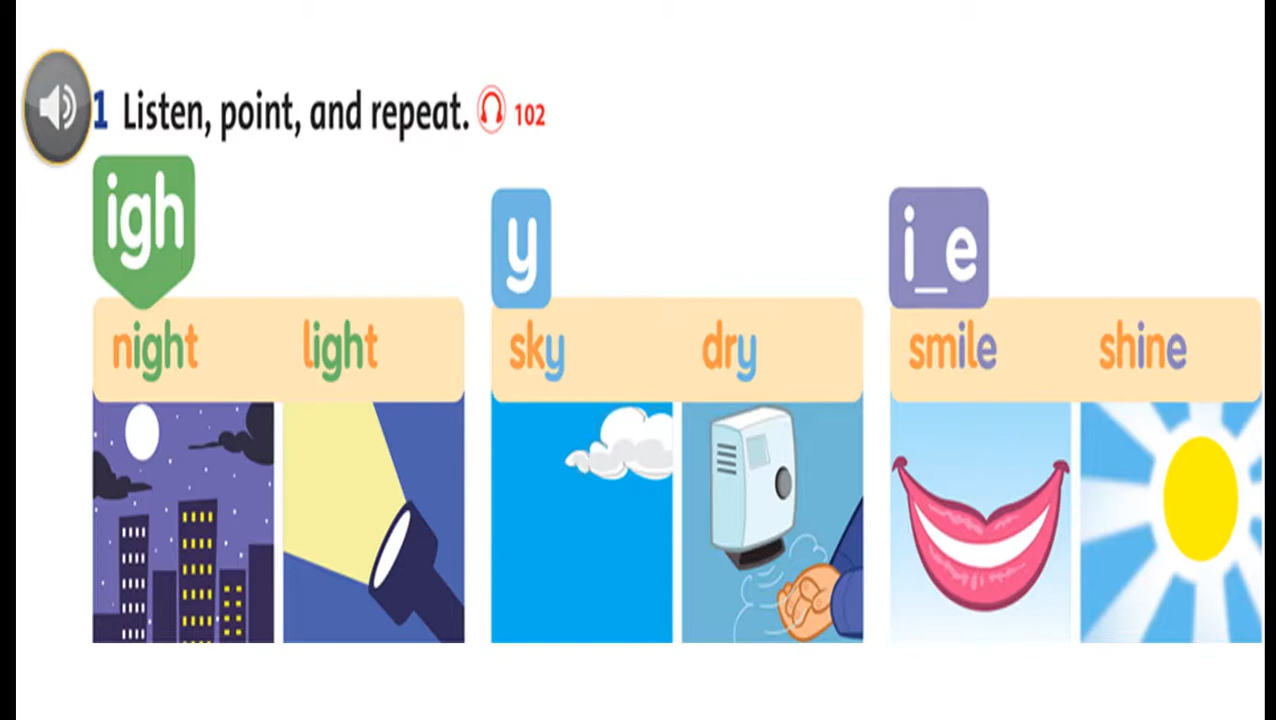 1 Listen, point, and repeat. 102
igh
y
i_e
night light
sky dry
smile shine